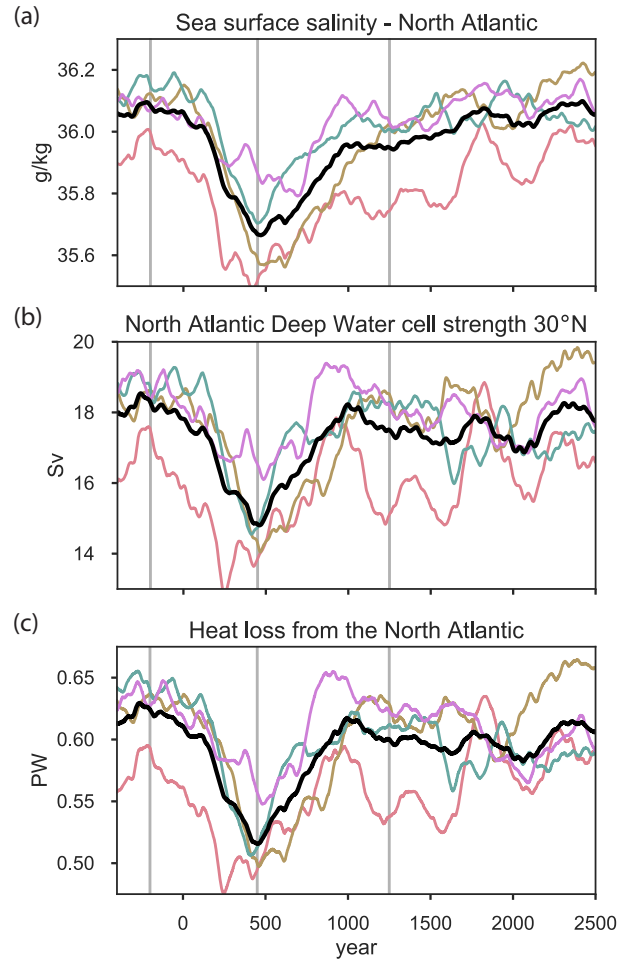 (a)
Sea surface salinity - North Atlantic
36.2
36.0
35.8
35.6
g/kg
(b)
North Atlantic Deep Water cell strength 30°N
20
18
16
14
Sv
(c)
Heat loss from the North Atlantic
0.65
0.60
0.55
0.50
PW
0 500 1000 1500 2000 2500
year